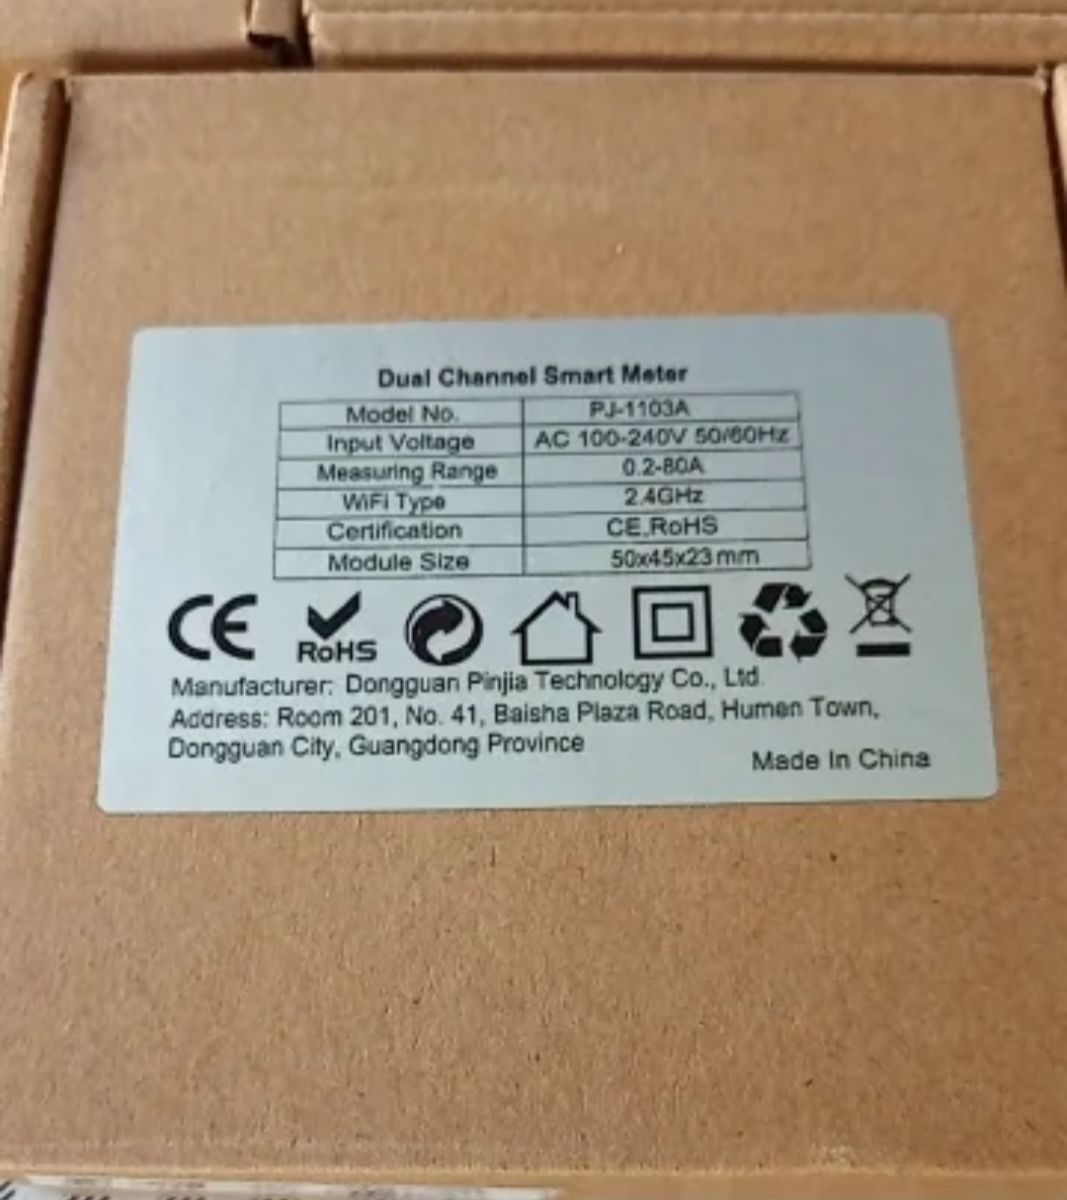 Dual Channel Smart Meter
Model No. PJ-1103A
Input Voltage AC 100-240V 50/60Hz
Measuring Range 0.2-80A
WiFi Type 2.4GHz
Certification CE,RoHS
Module Size 50x45x23mm
CE RoHS
Manufacturer: Dongguan Pinjia Technology Co., Ltd.
Address: Room 201, No. 41, Baisha Plaza Road, Humen Town,
Dongguan City, Guangdong Province
Made In China